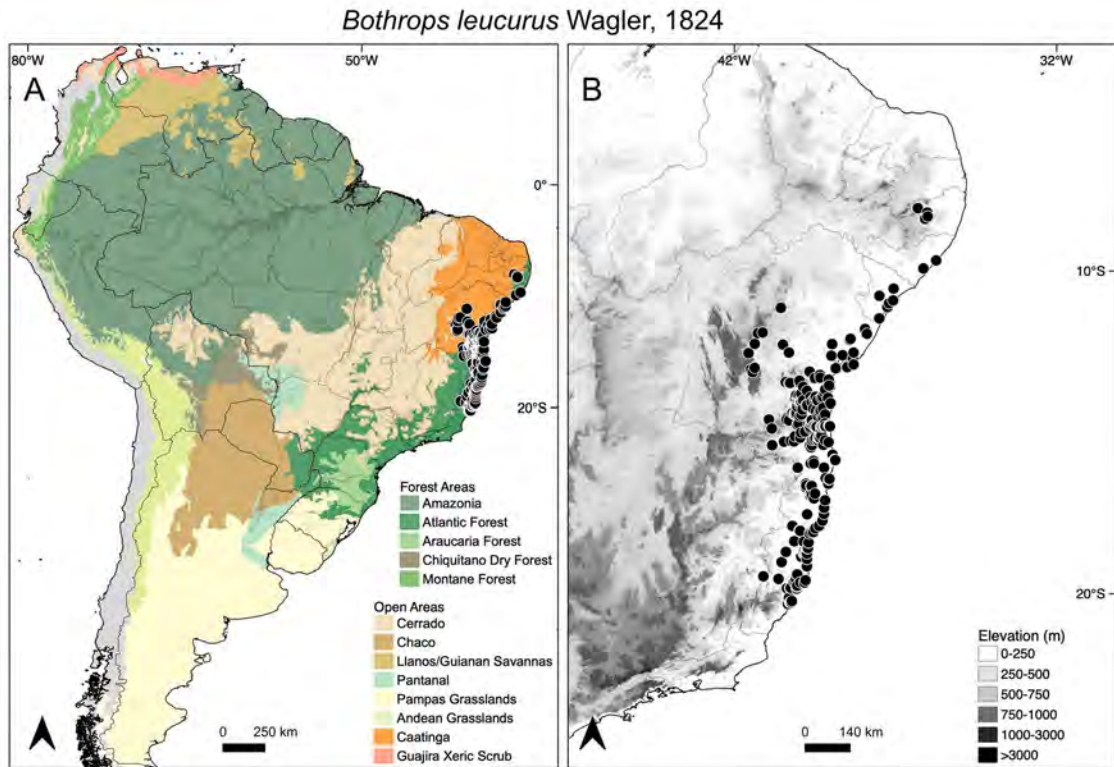 Bothrops leucurus Wagler, 1824
80°W
50°W
A
0°
20°S
Forest Areas
Amazonia
Atlantic Forest
Araucaria Forest
Chiquitano Dry Forest
Montane Forest
Open Areas
Cerrado
Chaco
Llanos/Guianan Savannas
Pantanal
Pampas Grasslands
Andean Grasslands
Caatinga
Guajira Xeric Scrub
0 250 km
42°W
32°W
B
10°S
20°S
Elevation (m)
0-250
250-500
500-750
750-1000
1000-3000
>3000
0 140 km